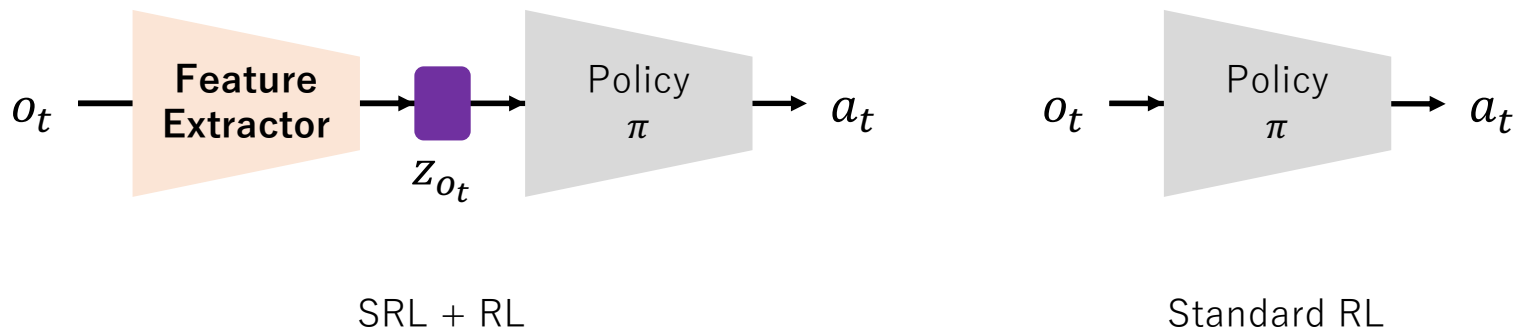 o_t
Feature
Extractor
z_{o_t}
Policy
π
a_t
SRL + RL
o_t
Policy
π
a_t
Standard RL